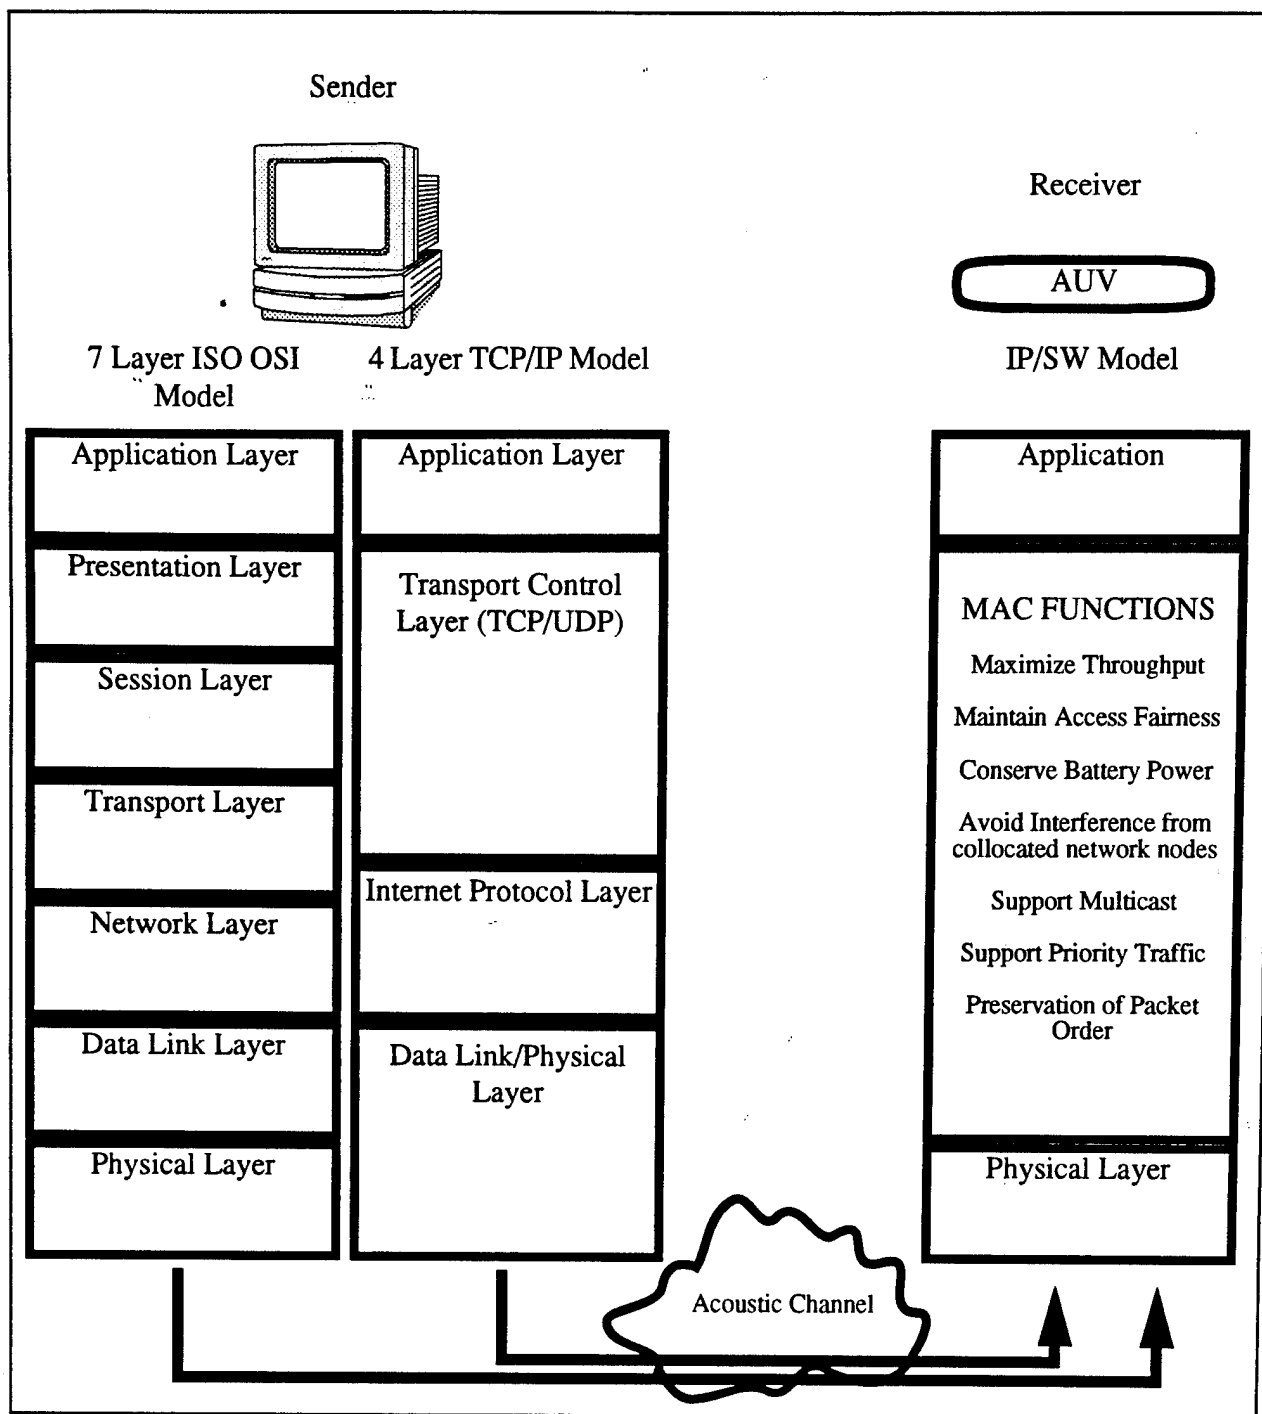 Sender
Receiver
AUV
7 Layer ISO OSI
Model
4 Layer TCP/IP Model
IP/SW Model
Application Layer
Presentation Layer
Session Layer
Transport Layer
Network Layer
Data Link Layer
Physical Layer
Application Layer
Transport Control
Layer (TCP/UDP)
Internet Protocol Layer
Data Link/Physical
Layer
Application
MAC FUNCTIONS
Maximize Throughput
Maintain Access Fairness
Conserve Battery Power
Avoid Interference from
collocated network nodes
Support Multicast
Support Priority Traffic
Preservation of Packet
Order
Physical Layer
Acoustic Channel